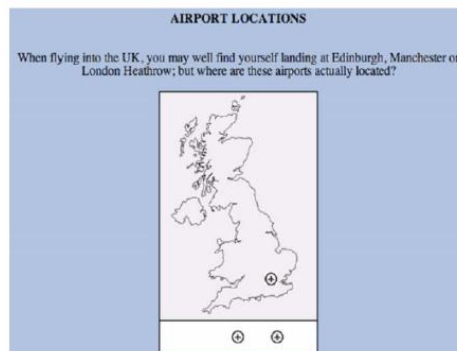 AIRPORT LOCATIONS
When flying into the UK, you may well find yourself landing at Edinburgh, Manchester or
London Heathrow; but where are these airports actually located?